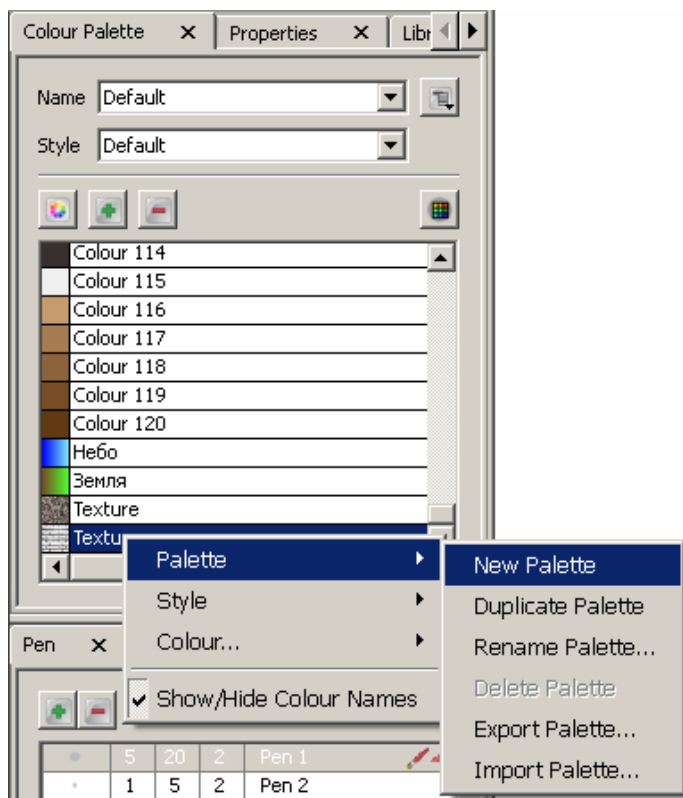 Colour Palette Properties Libr
Name Default
Style Default
Colour 114
Colour 115
Colour 116
Colour 117
Colour 118
Colour 119
Colour 120
Небо
Земля
Texture
Textu
Palette
Style
Colour...
Show/Hide Colour Names
New Palette
Duplicate Palette
Rename Palette...
Delete Palette
Export Palette...
Import Palette...
Pen
5 20 2 Pen 1
1 5 2 Pen 2